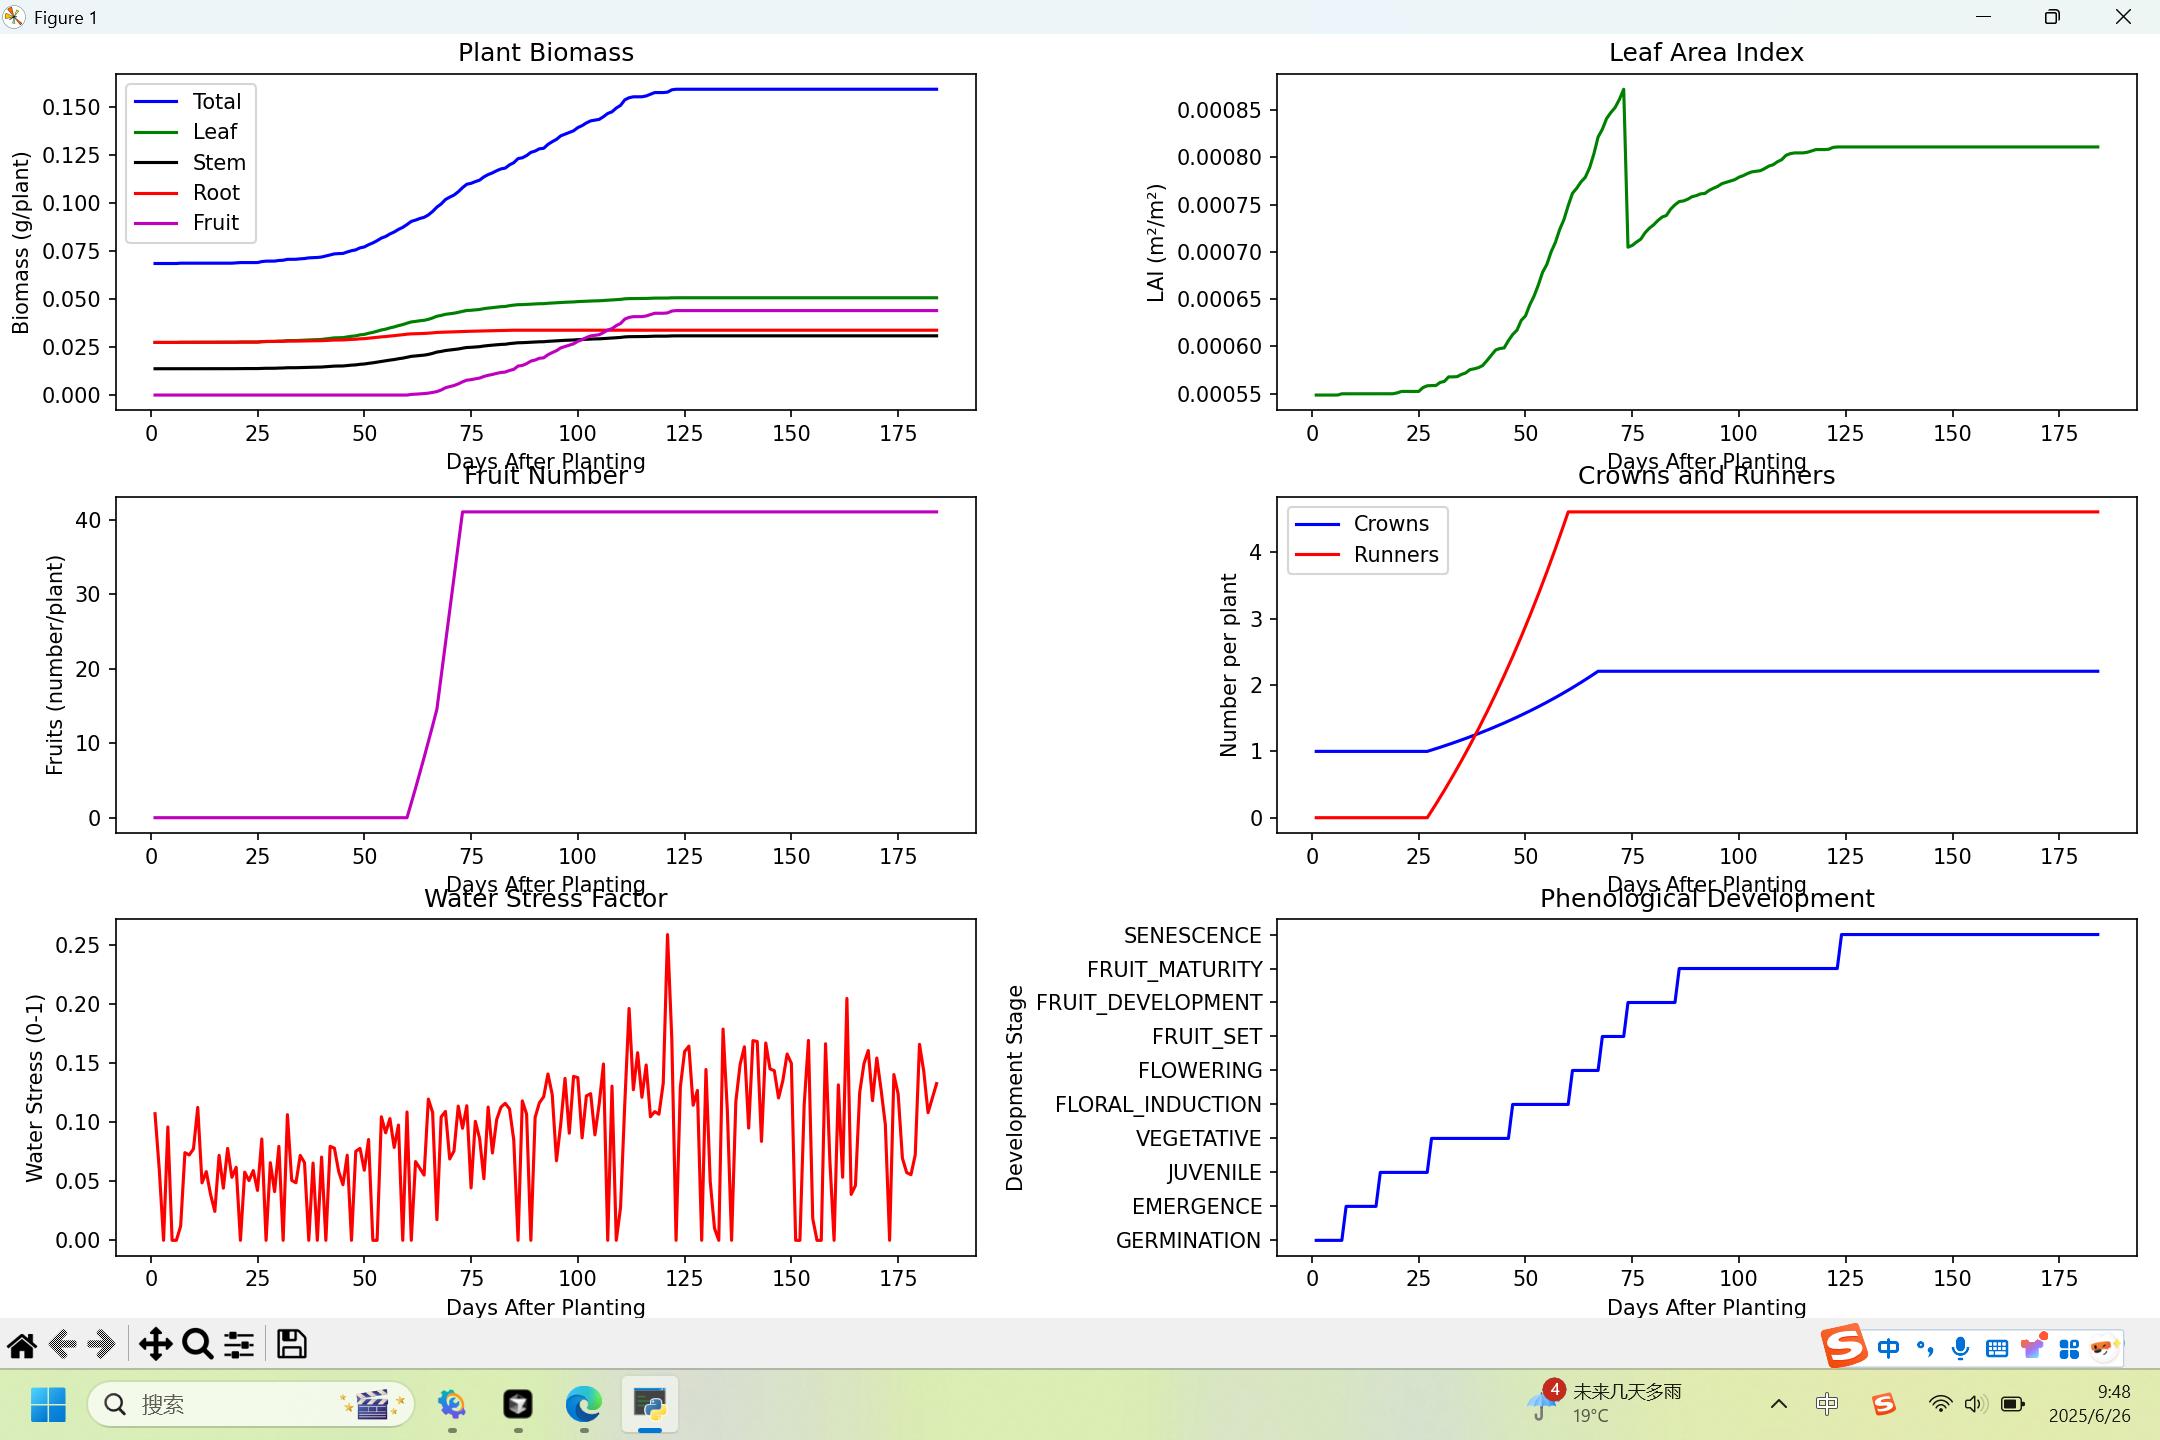 Figure 1
Plant Biomass
Total
Leaf
Stem
Root
Fruit
Biomass (g/plant)
0.150
0.125
0.100
0.075
0.050
0.025
0.000
0 25 50 75 100 125 150 175
Days After Planting
Leaf Area Index
LAI (m²/m²)
0.00085
0.00080
0.00075
0.00070
0.00065
0.00060
0.00055
0 25 50 75 100 125 150 175
Days After Planting
Fruit Number
Fruits (number/plant)
40
30
20
10
0
0 25 50 75 100 125 150 175
Days After Planting
Crowns and Runners
Crowns
Runners
Number per plant
4
3
2
1
0
0 25 50 75 100 125 150 175
Days After Planting
Water Stress Factor
Water Stress (0-1)
0.25
0.20
0.15
0.10
0.05
0.00
0 25 50 75 100 125 150 175
Days After Planting
Phenological Development
Development Stage
SENESCENCE
FRUIT_MATURITY
FRUIT_DEVELOPMENT
FRUIT_SET
FLOWERING
FLORAL_INDUCTION
VEGETATIVE
JUVENILE
EMERGENCE
GERMINATION
0 25 50 75 100 125 150 175
Days After Planting
中
搜索
4
未来几天多雨
19°C
中
9:48
2025/6/26